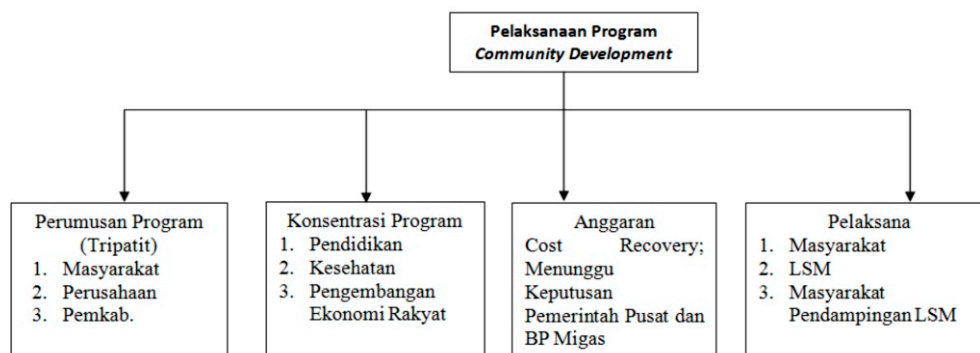 Pelaksanaan Program
Community Development
Perumusan Program
(Tripatit)
1. Masyarakat
2. Perusahaan
3. Pemkab.
Konsentrasi Program
1. Pendidikan
2. Kesehatan
3. Pengembangan
Ekonomi Rakyat
Anggaran
Cost Recovery;
Menunggu
Keputusan
Pemerintah Pusat dan
BP Migas
Pelaksana
1. Masyarakat
2. LSM
3. Masyarakat
Pendampingan LSM